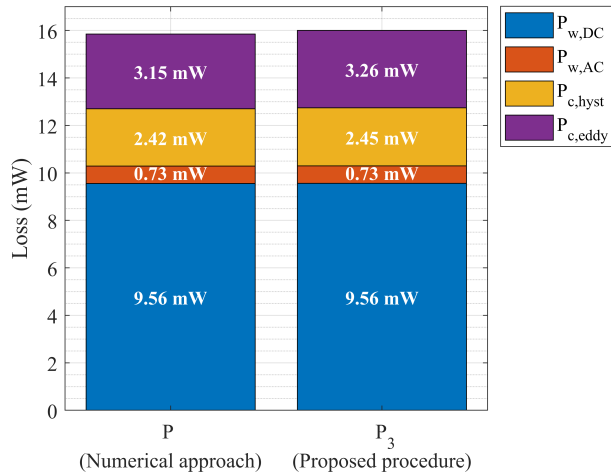 16
14
12
10
8
6
4
2
0
Loss (mW)
3.15 mW
2.42 mW
0.73 mW
9.56 mW
3.26 mW
2.45 mW
0.73 mW
9.56 mW
P
(Numerical approach)
P3
(Proposed procedure)
Pw,DC
Pw,AC
Pc,hyst
Pc,eddy